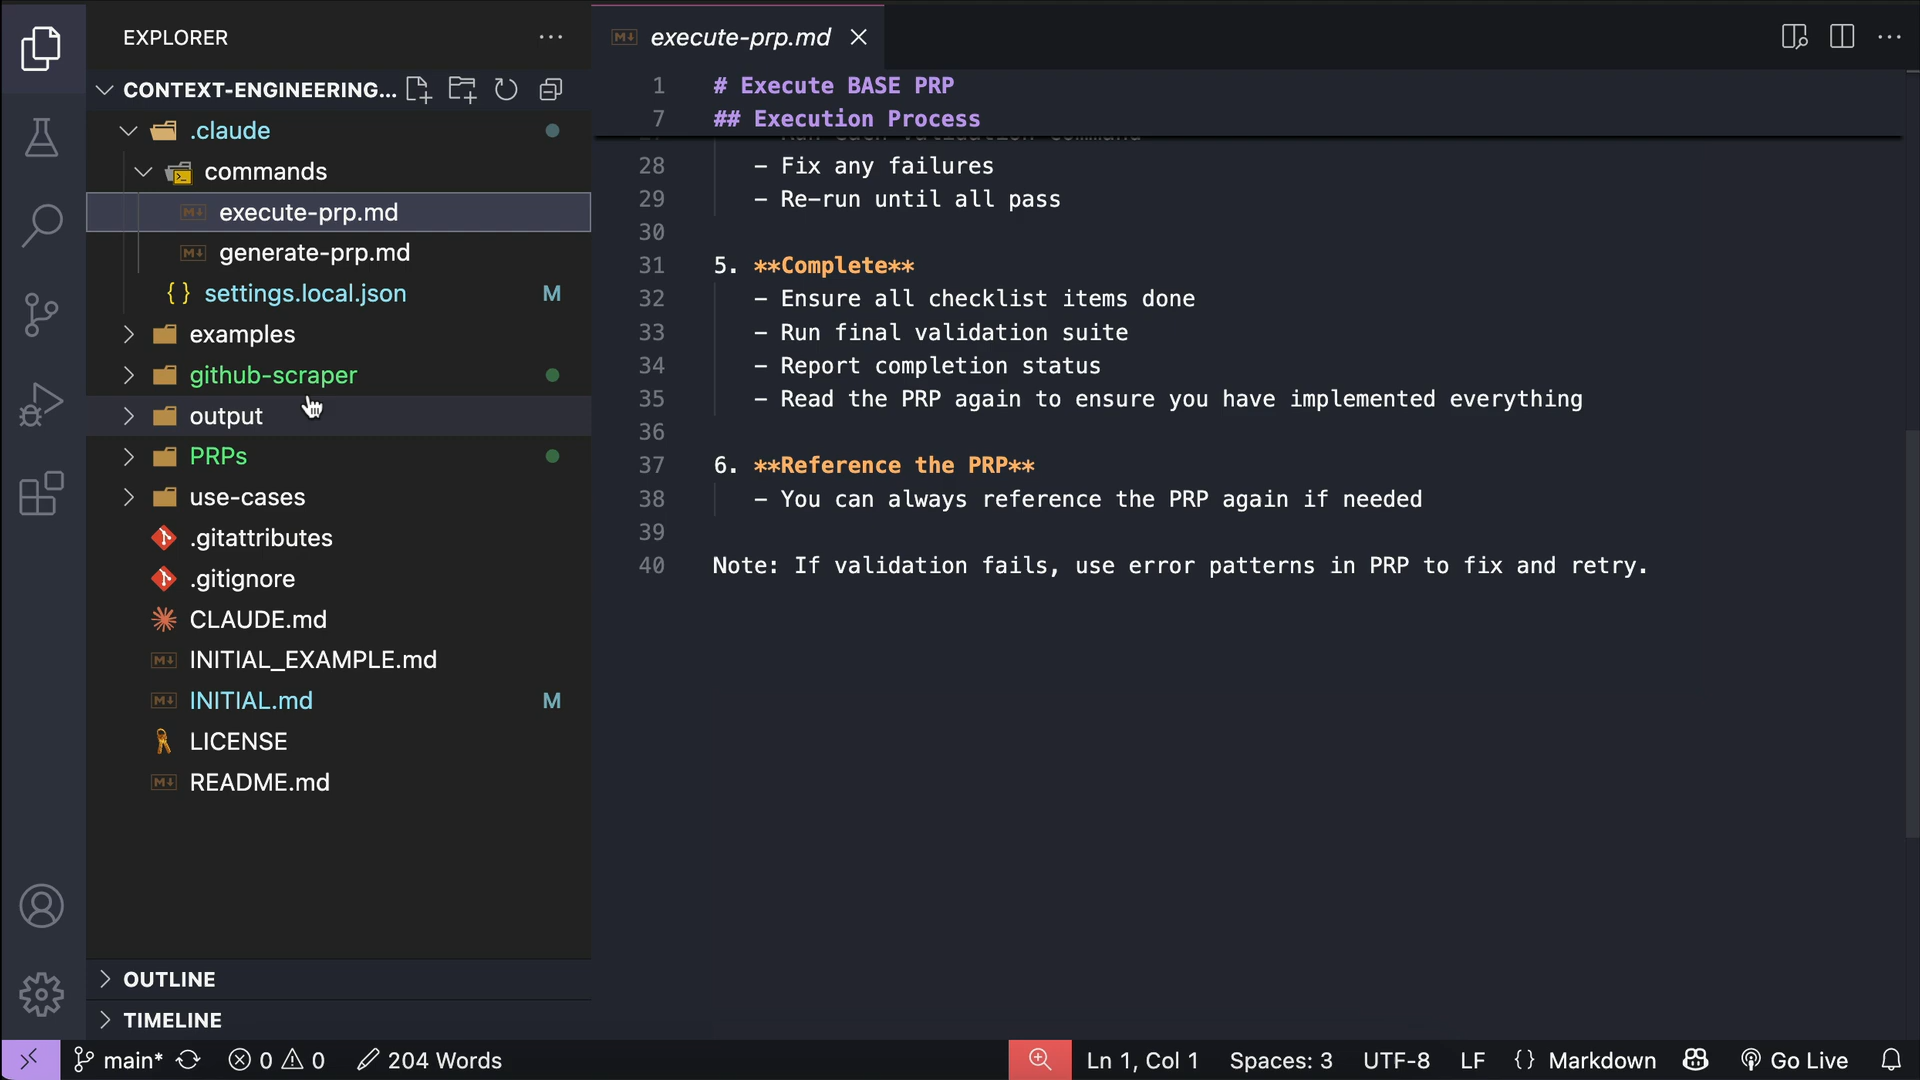 EXPLORER
CONTEXT-ENGINEERING...
.claude
commands
execute-prp.md
generate-prp.md
{} settings.local.json M
examples
github-scraper
output
PRPs
use-cases
.gitattributes
.gitignore
CLAUDE.md
INITIAL_EXAMPLE.md
INITIAL.md M
LICENSE
README.md
OUTLINE
TIMELINE
execute-prp.md
1 # Execute BASE PRP
7 ## Execution Process
28 - Fix any failures
29 - Re-run until all pass
30
31 5. **Complete**
32 - Ensure all checklist items done
33 - Run final validation suite
34 - Report completion status
35 - Read the PRP again to ensure you have implemented everything
36
37 6. **Reference the PRP**
38 - You can always reference the PRP again if needed
39
40 Note: If validation fails, use error patterns in PRP to fix and retry.
main* 0 0 204 Words Ln 1, Col 1 Spaces: 3 UTF-8 LF {} Markdown Go Live